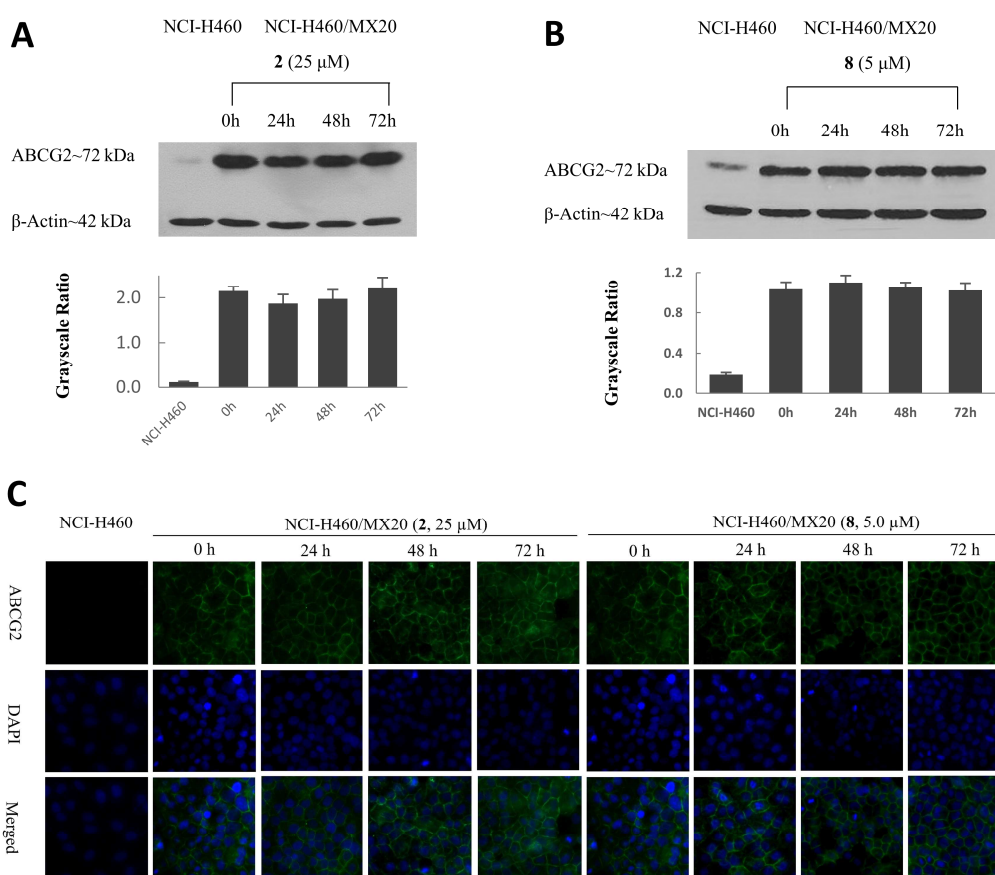 A
NCI-H460 NCI-H460/MX20
2 (25 µM)
0h 24h 48h 72h
ABCG2~72 kDa
β-Actin~42 kDa
Grayscale Ratio
2.0
1.0
0.0
NCI-H460 0h 24h 48h 72h
B
NCI-H460 NCI-H460/MX20
8 (5 µM)
0h 24h 48h 72h
ABCG2~72 kDa
β-Actin~42 kDa
Grayscale Ratio
1.2
0.8
0.4
0.0
NCI-H460 0h 24h 48h 72h
C
NCI-H460 NCI-H460/MX20 (2, 25 µM) NCI-H460/MX20 (8, 5.0 µM)
0 h 24 h 48 h 72 h 0 h 24 h 48 h 72 h
ABCG2
DAPI
Merged